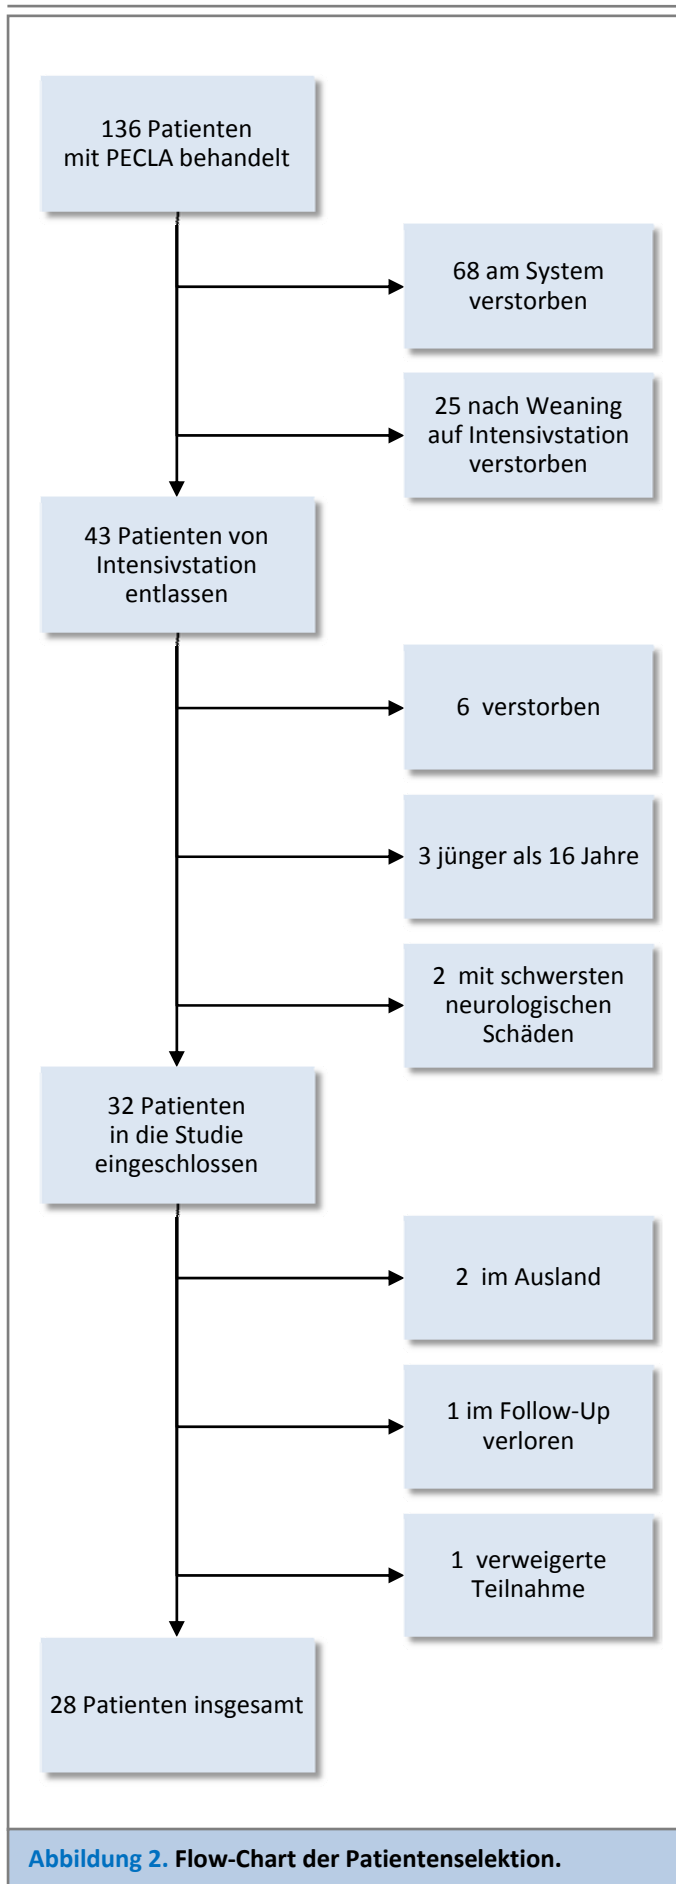 136 Patienten
mit PECLA behandelt
68 am System
verstorben
25 nach Weaning
auf Intensivstation
verstorben
43 Patienten von
Intensivstation
entlassen
6 verstorben
3 jünger als 16 Jahre
2 mit schwersten
neurologischen
Schäden
32 Patienten
in die Studie
eingeschlossen
2 im Ausland
1 im Follow-Up
verloren
1 verweigerte
Teilnahme
28 Patienten insgesamt
Abbildung 2. Flow-Chart der Patientenselektion.